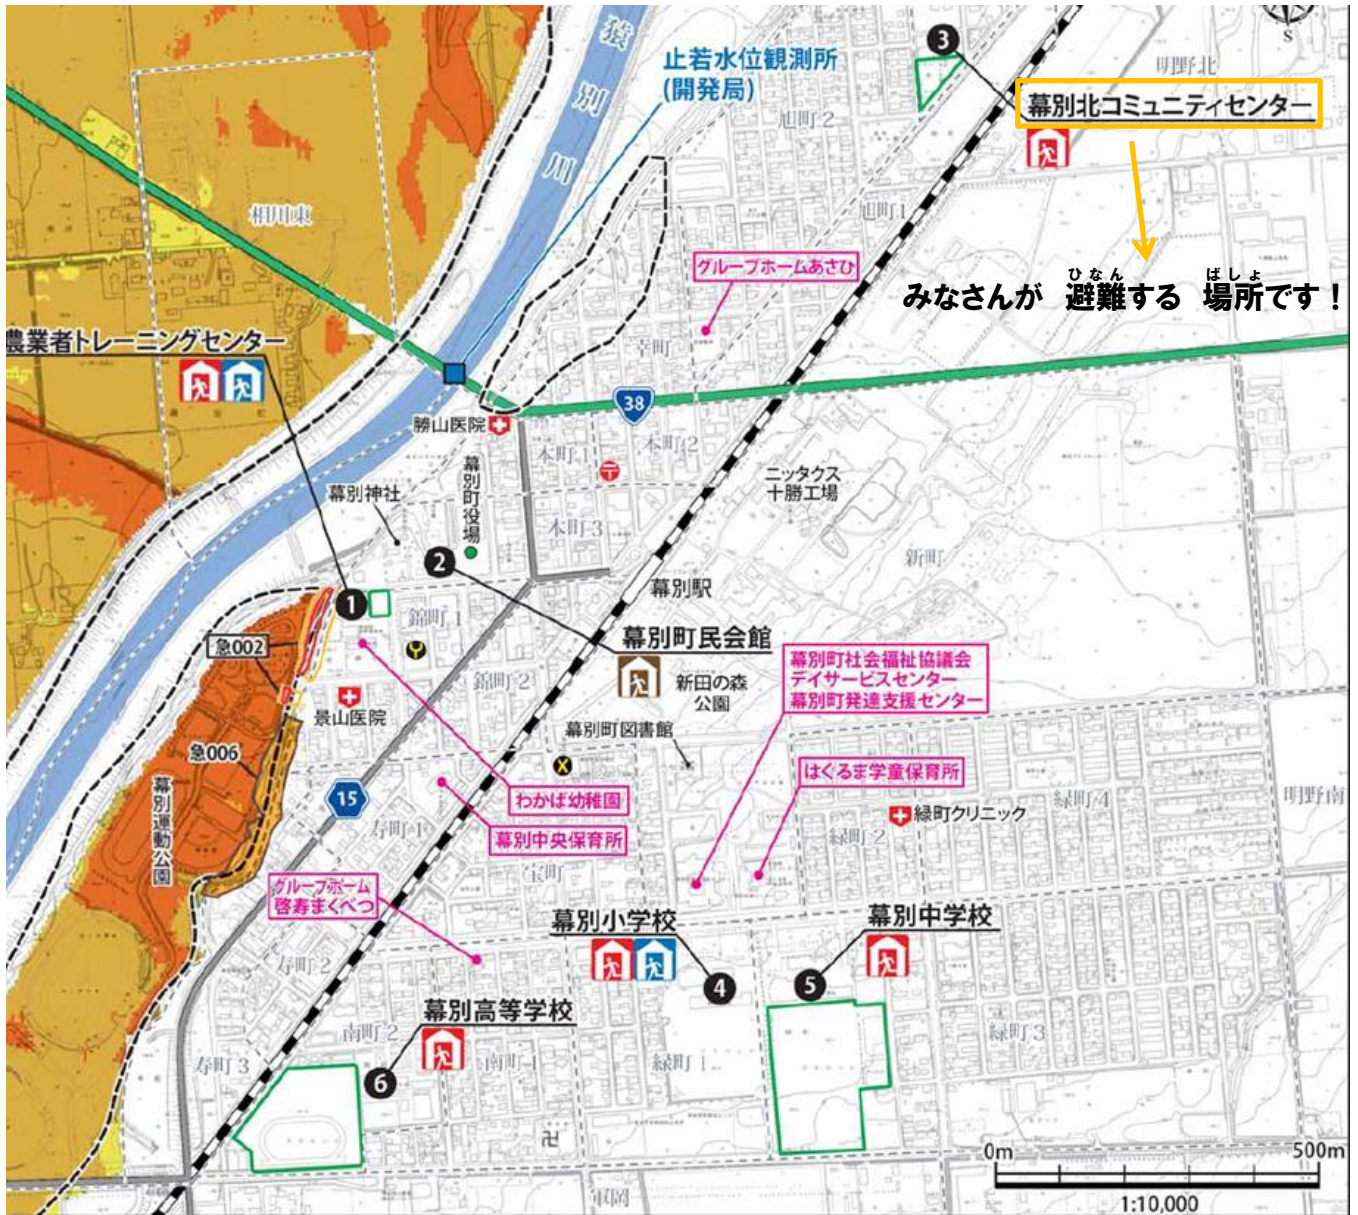 S
猿別川
止若水位観測所
(開発局)
3
明野北
幕別北コミュニティセンター
旭町2
相川東
旭町1
グループホームあさひ
ひなん ばしょ
みなさんが 避難する 場所です!
幸町
農業者トレーニングセンター
38
勝山医院
本町1
本町2
幕別町役場
ニッタクス
十勝工場
幕別神社
本町3
2
新町
幕別駅
1
錦町1
幕別町民会館
急002
幕別町社会福祉協議会
デイサービスセンター
幕別町発達支援センター
錦町2
新田の森
公園
景山医院
幕別町図書館
急006
はぐるま学童保育所
幕別運動公園
15
わかば幼稚園
緑町4
明野南
緑町クリニック
寿町1
幕別中央保育所
緑町2
宝町
グループホーム
啓寿まくべつ
幕別小学校
幕別中学校
寿町2
4
5
幕別高等学校
南町2
緑町3
寿町3
南町1
緑町1
6
卍
0m 500m
1:10,000
軍岡